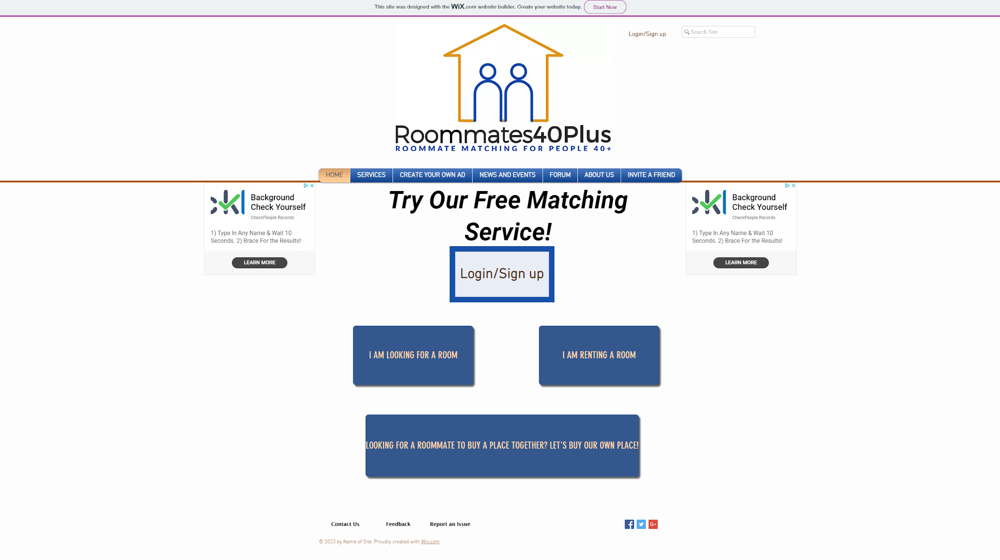 This site was designed with the WiX.com website builder. Create your website today. Start Now
Login/Sign up
Search Site
Roommates40Plus
ROOMMATE MATCHING FOR PEOPLE 40+
HOME SERVICES CREATE YOUR OWN AD NEWS AND EVENTS FORUM ABOUT US INVITE A FRIEND
Background
Check Yourself
CheckPeople Records
1) Type In Any Name & Wait 10
Seconds. 2) Brace For the Results!
LEARN MORE
Try Our Free Matching
Service!
Login/Sign up
Background
Check Yourself
CheckPeople Records
1) Type In Any Name & Wait 10
Seconds. 2) Brace For the Results!
LEARN MORE
I AM LOOKING FOR A ROOM
I AM RENTING A ROOM
LOOKING FOR A ROOMMATE TO BUY A PLACE TOGETHER? LET'S BUY OUR OWN PLACE!
Contact Us Feedback Report an Issue
© 2023 by Name of Site. Proudly created with Wix.com